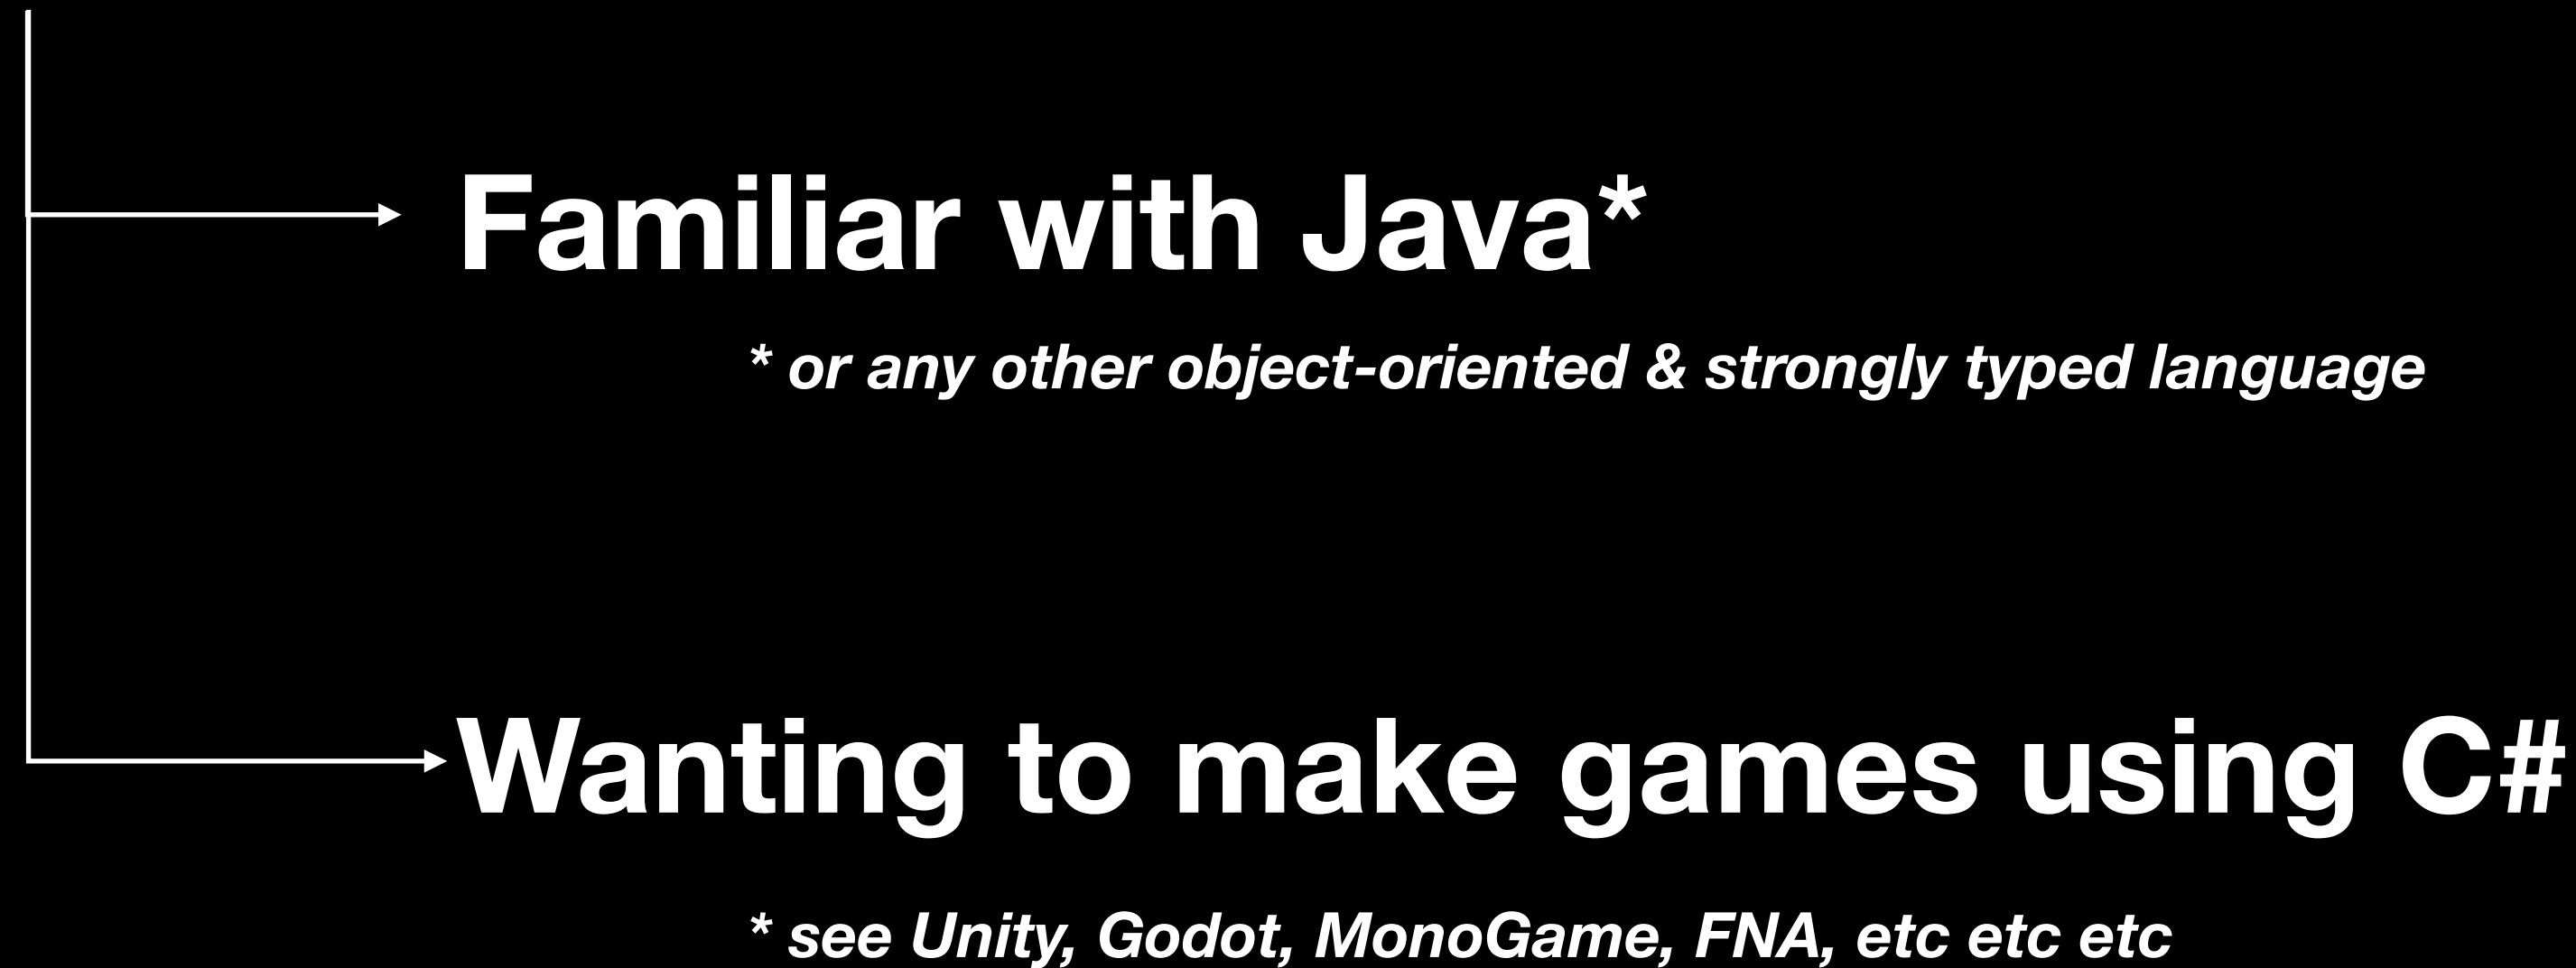 Familiar with Java*
* or any other object-oriented & strongly typed language
Wanting to make games using C#
* see Unity, Godot, MonoGame, FNA, etc etc etc